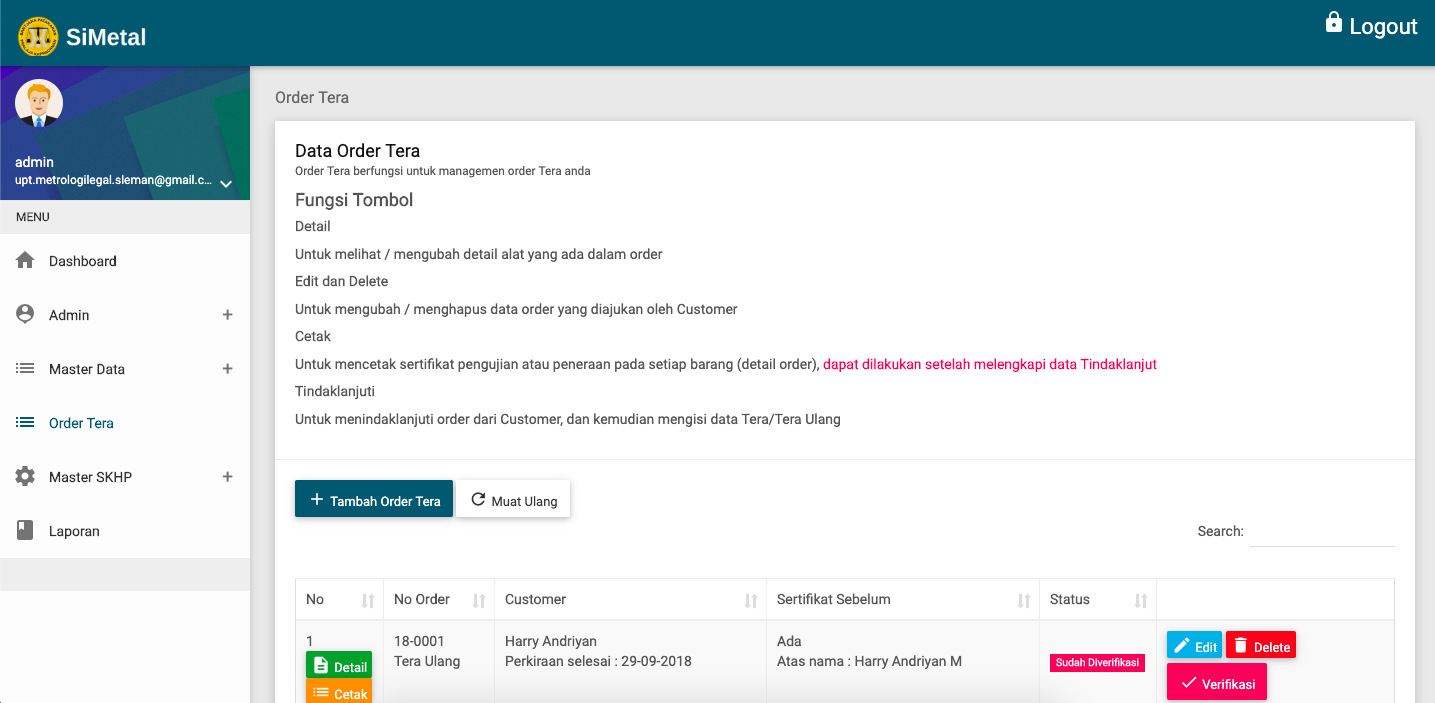 SiMetal
Logout
admin
upt.metrologilegal.sleman@gmail.c...
MENU
Dashboard
Admin
Master Data
Order Tera
Master SKHP
Laporan
Order Tera
Data Order Tera
Order Tera berfungsi untuk managemen order Tera anda
Fungsi Tombol
Detail
Untuk melihat / mengubah detail alat yang ada dalam order
Edit dan Delete
Untuk mengubah / menghapus data order yang diajukan oleh Customer
Cetak
Untuk mencetak sertifikat pengujian atau peneraan pada setiap barang (detail order), dapat dilakukan setelah melengkapi data Tindaklanjut
Tindaklanjuti
Untuk menindaklanjuti order dari Customer, dan kemudian mengisi data Tera/Tera Ulang
Tambah Order Tera Muat Ulang
Search:
No No Order Customer Sertifikat Sebelum Status
1 18-0001 Harry Andriyan Ada
Tera Ulang Perkiraan selesai : 29-09-2018 Atas nama : Harry Andriyan M
Detail Sudah Diverifikasi Edit Delete
Cetak Verifikasi